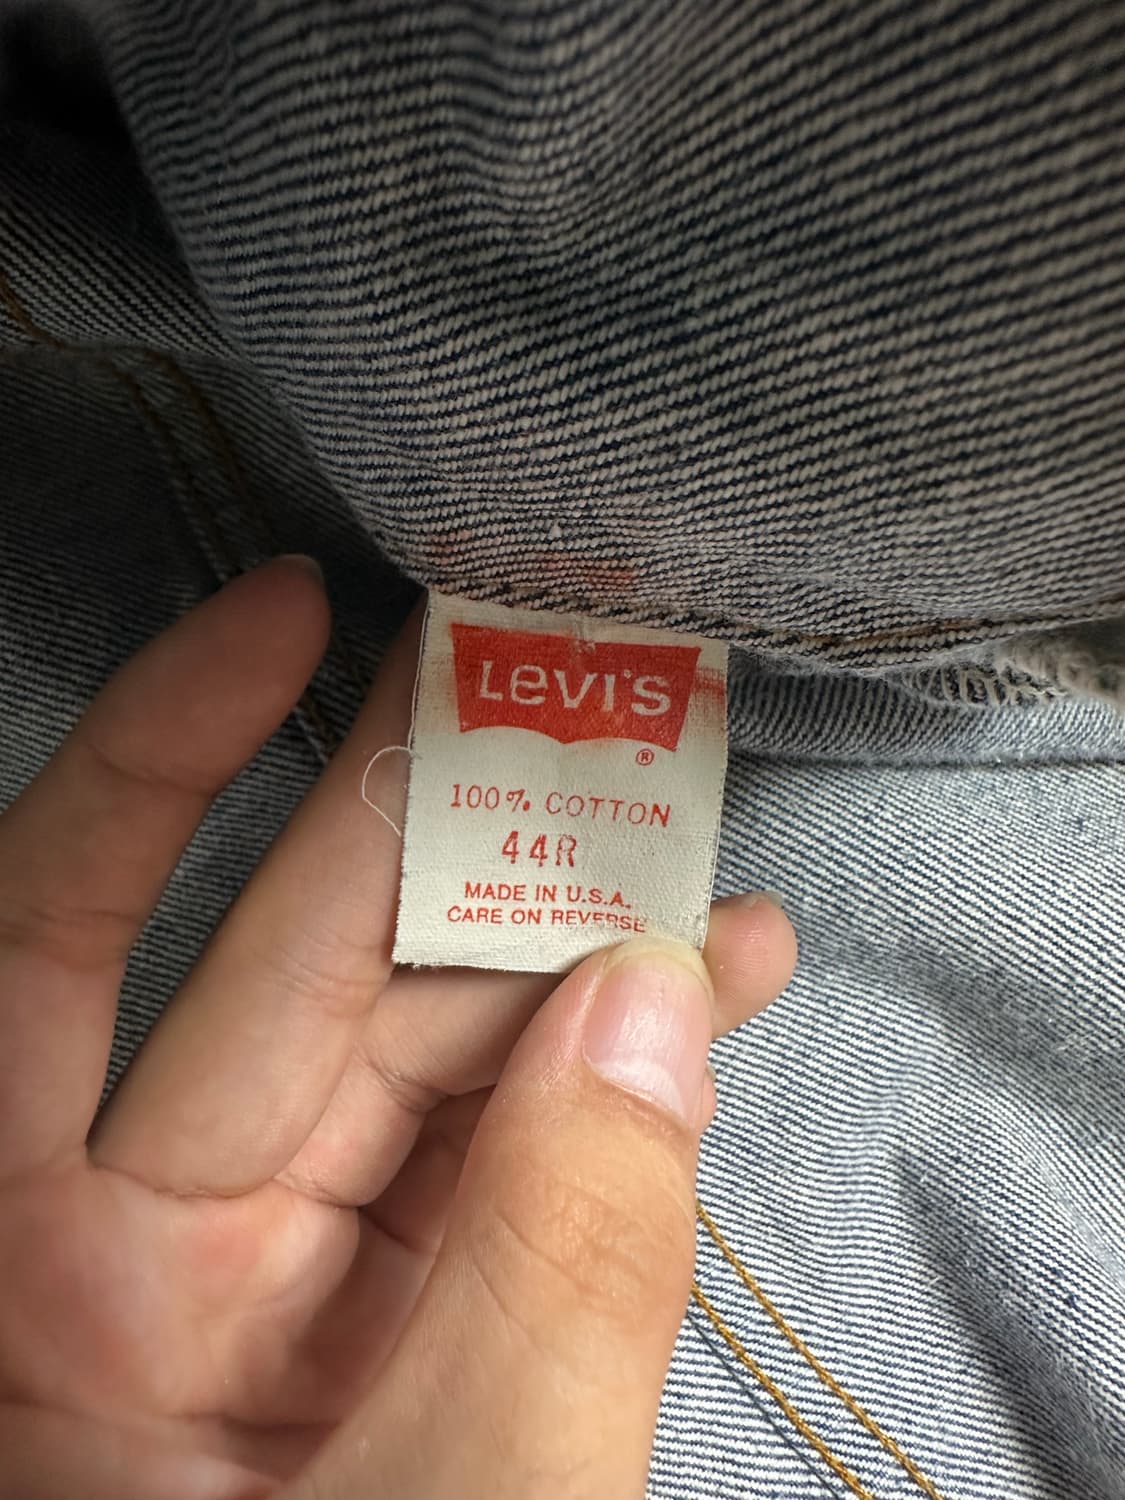 Levi's
®
100% COTTON
44R
MADE IN U.S.A.
CARE ON REVERSE